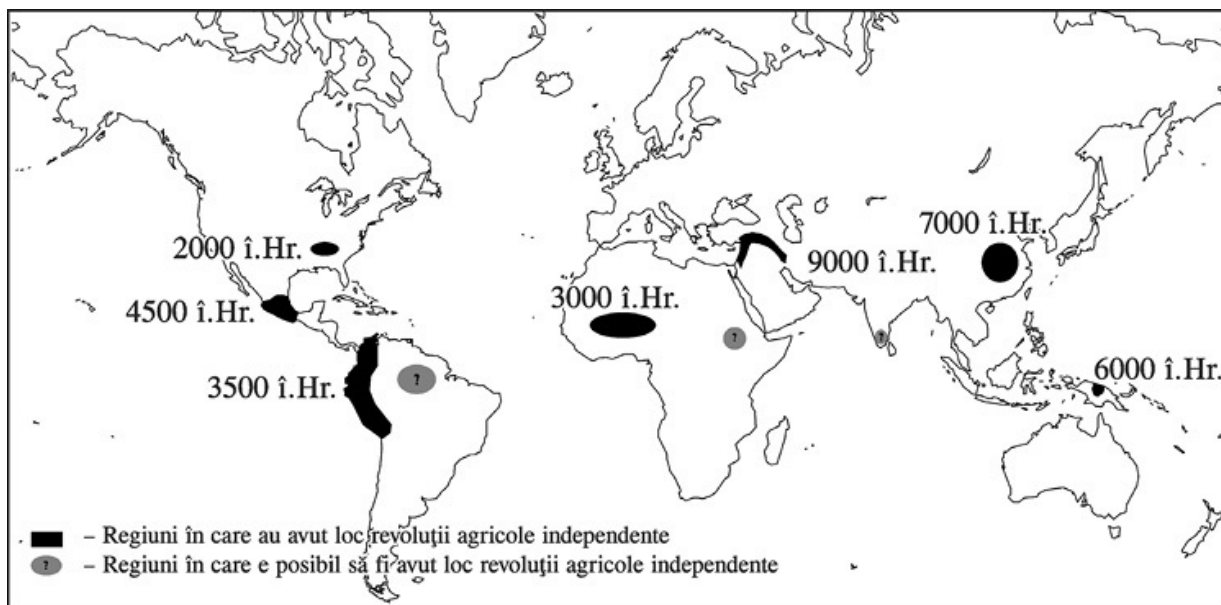 7000 î.Hr.
2000 î.Hr.
9000 î.Hr.
3000 î.Hr.
4500 î.Hr.
?
?
6000 î.Hr.
3500 î.Hr.
?
– Regiuni în care au avut loc revoluţii agricole independente
? – Regiuni în care e posibil să fi avut loc revoluţii agricole independente